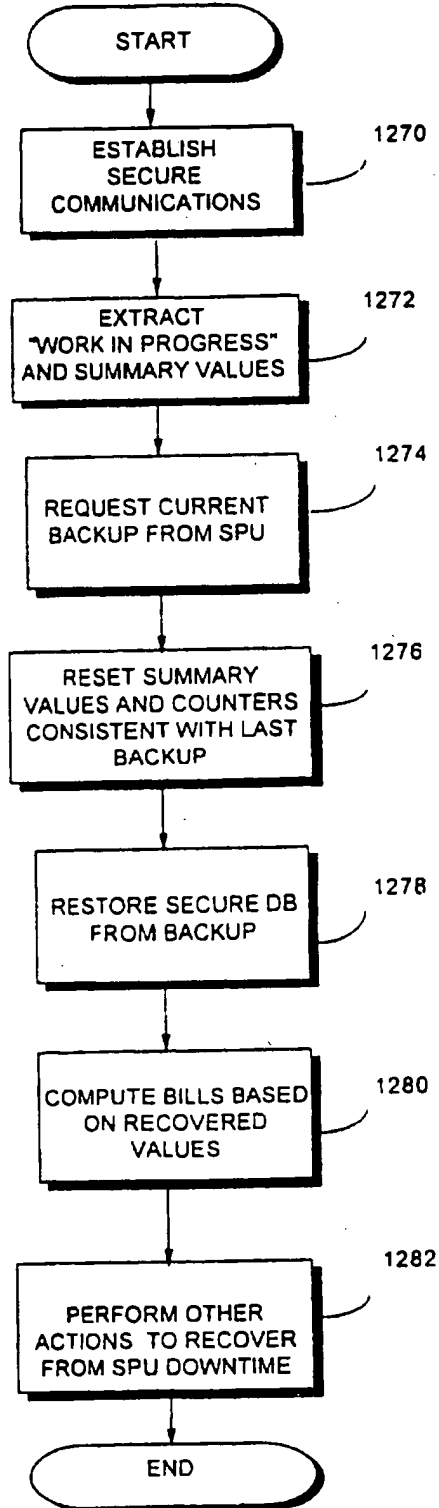 START
1270
ESTABLISH
SECURE
COMMUNICATIONS
1272
EXTRACT
"WORK IN PROGRESS"
AND SUMMARY VALUES
1274
REQUEST CURRENT
BACKUP FROM SPU
1276
RESET SUMMARY
VALUES AND COUNTERS
CONSISTENT WITH LAST
BACKUP
1278
RESTORE SECURE DB
FROM BACKUP
1280
COMPUTE BILLS BASED
ON RECOVERED
VALUES
1282
PERFORM OTHER
ACTIONS TO RECOVER
FROM SPU DOWNTIME
END